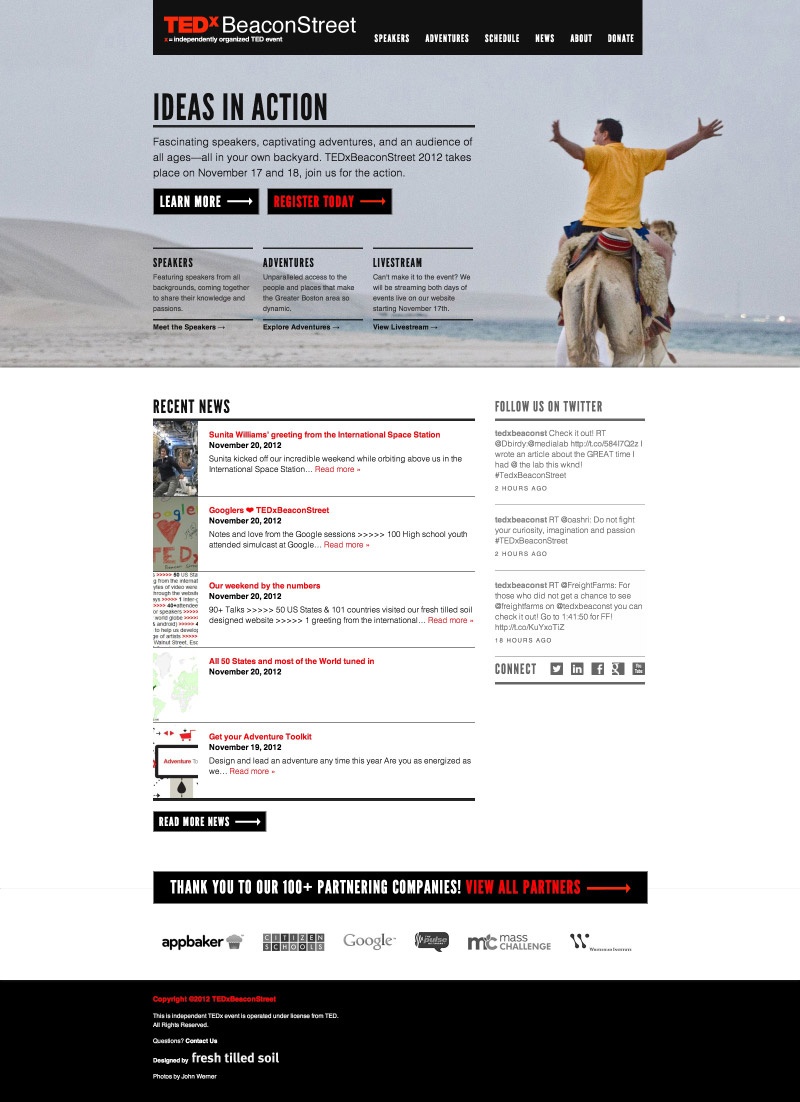 TEDx BeaconStreet
x = independently organized TED event
SPEAKERS ADVENTURES SCHEDULE NEWS ABOUT DONATE
IDEAS IN ACTION
Fascinating speakers, captivating adventures, and an audience of
all ages—all in your own backyard. TEDxBeaconStreet 2012 takes
place on November 17 and 18, join us for the action.
LEARN MORE
REGISTER TODAY
SPEAKERS
Featuring speakers from all
backgrounds, coming together
to share their knowledge and
passions.
Meet the Speakers →
ADVENTURES
Unparalleled access to the
people and places that make
the Greater Boston area so
dynamic.
Explore Adventures →
LIVESTREAM
Can't make it to the event? We
will be streaming both days of
events live on our website
starting November 17th.
View Livestream →
RECENT NEWS
Sunita Williams' greeting from the International Space Station
November 20, 2012
Sunita kicked off our incredible weekend while orbiting above us in the
International Space Station… Read more »
Googlers ❤ TEDxBeaconStreet
November 20, 2012
Notes and love from the Google sessions >>>>> 100 High school youth
attended simulcast at Google… Read more »
Our weekend by the numbers
November 20, 2012
90+ Talks >>>>> 50 US States & 101 countries visited our fresh tilled soil
designed website >>>>> 1 greeting from the international… Read more »
All 50 States and most of the World tuned in
November 20, 2012
Get your Adventure Toolkit
November 19, 2012
Design and lead an adventure any time this year Are you as energized as
we… Read more »
READ MORE NEWS
FOLLOW US ON TWITTER
tedxbeaconst Check it out! RT
@Dbirdy:@medialab http://t.co/584I7Q2z I
wrote an article about the GREAT time I
had @ the lab this wknd!
#TedxBeaconStreet
2 HOURS AGO
tedxbeaconst RT @oashri: Do not fight
your curiosity, imagination and passion
#TEDxBeaconStreet
2 HOURS AGO
tedxbeaconst RT @FreightFarms: For
those who did not get a chance to see
@freightfarms on @tedxbeaconst you can
check it out! Go to 1:41:50 for FF!
http://t.co/KuYxoTIZ
18 HOURS AGO
CONNECT
THANK YOU TO OUR 100+ PARTNERING COMPANIES! VIEW ALL PARTNERS
appbaker
CITIZEN
SCHOOLS
Google
pulse
mc mass
CHALLENGE
Copyright ©2012 TEDxBeaconStreet
This is independent TEDx event is operated under license from TED.
All Rights Reserved.
Questions? Contact Us
Designed by fresh tilled soil
Photos by John Werner